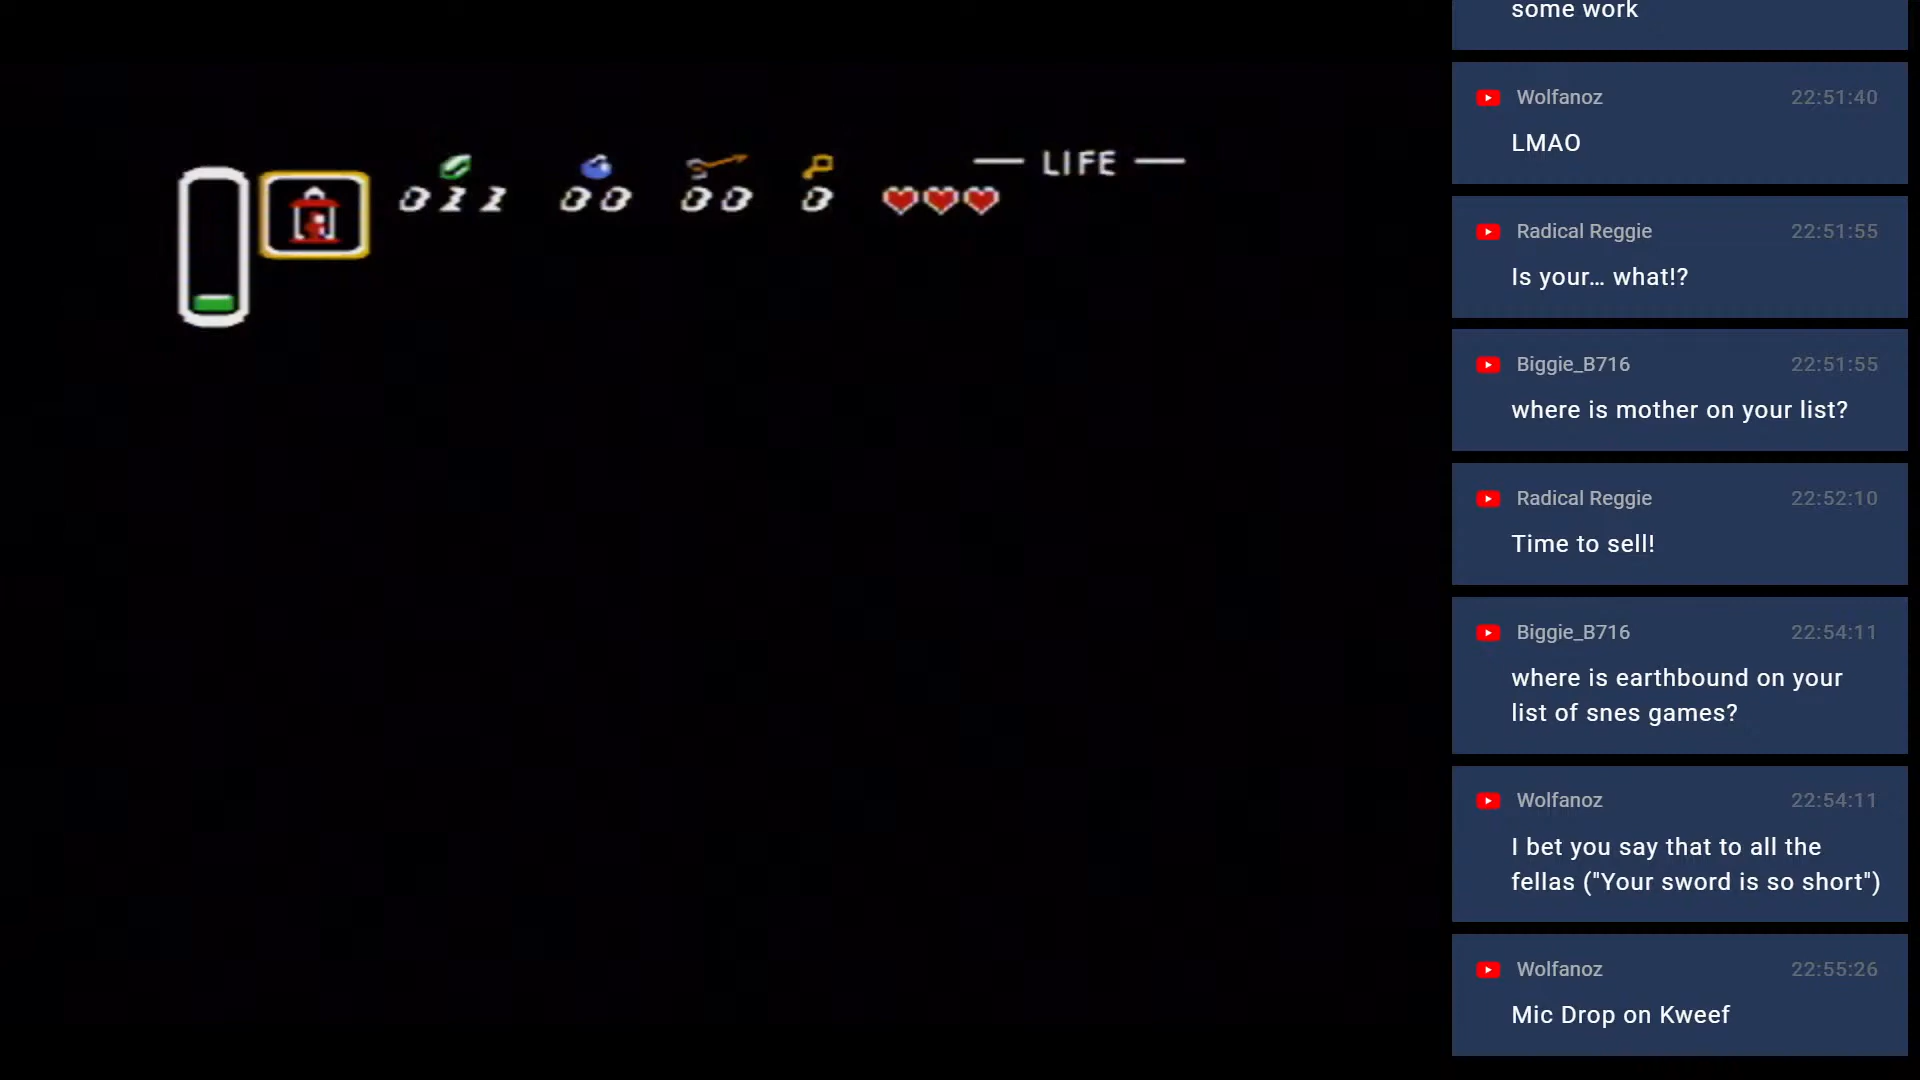 — LIFE —
011 00 00 0
some work
Wolfanoz 22:51:40
LMAO
Radical Reggie 22:51:55
Is your... what!?
Biggie_B716 22:51:55
where is mother on your list?
Radical Reggie 22:52:10
Time to sell!
Biggie_B716 22:54:11
where is earthbound on your
list of snes games?
Wolfanoz 22:54:11
I bet you say that to all the
fellas ("Your sword is so short")
Wolfanoz 22:55:26
Mic Drop on Kweef